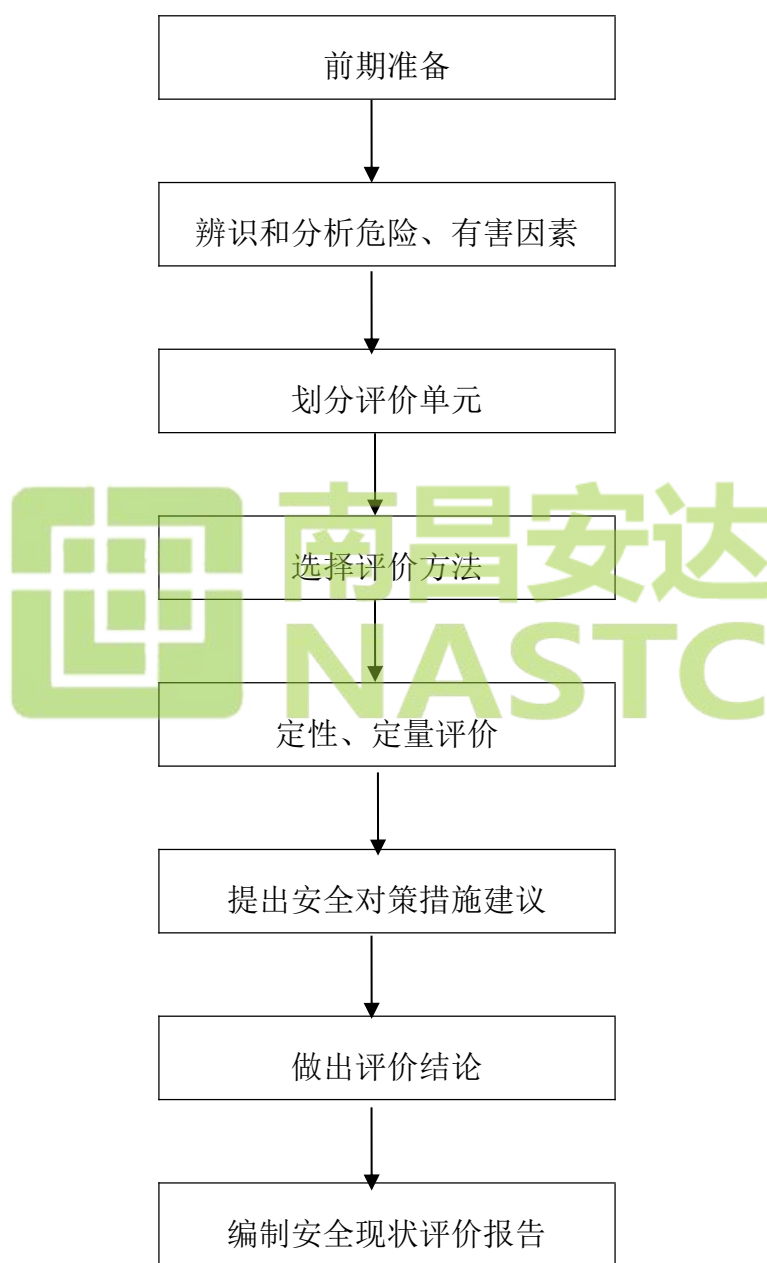 前期准备
辨识和分析危险、有害因素
划分评价单元
南昌安达
选择评价方法
NASTC
定性、定量评价
提出安全对策措施建议
做出评价结论
编制安全现状评价报告